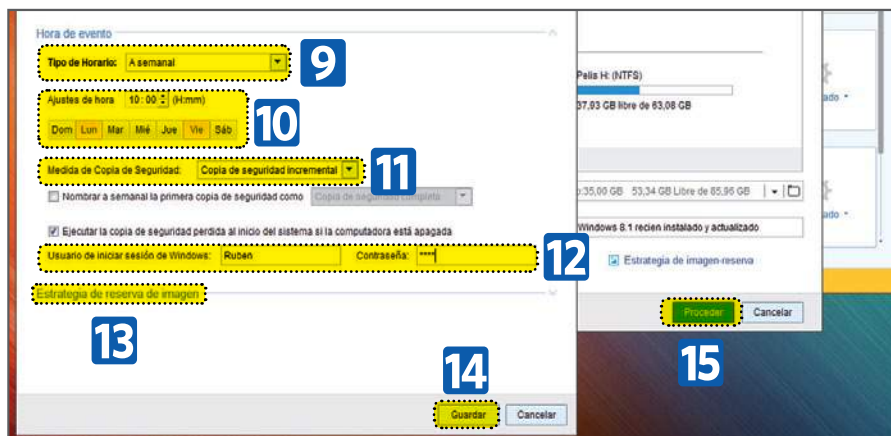 Hora de evento
Tipo de Horario: A semanal
9
Pelis H: (NTFS)
37,93 GB libre de 63,08 GB
ado
Ajustes de hora 10:00 (H:mm)
10
Dom Lun Mar Mié Jue Vie Sáb
Medida de Copia de Seguridad: Copia de seguridad incremental
11
Nombrar a semanal la primera copia de seguridad como Copia de seguridad completa
o:35,00 GB 53,34 GB Libre de 85,96 GB
ado
Ejecutar la copia de seguridad perdida al inicio del sistema si la computadora está apagada
Windows 8.1 recien instalado y actualizado
Usuario de iniciar sesión de Windows: Ruben Contraseña: ****
12
Estrategia de imagen-reserva
Estrategia de reserva de imagen
13
Proceder Cancelar
15
14
Guardar Cancelar